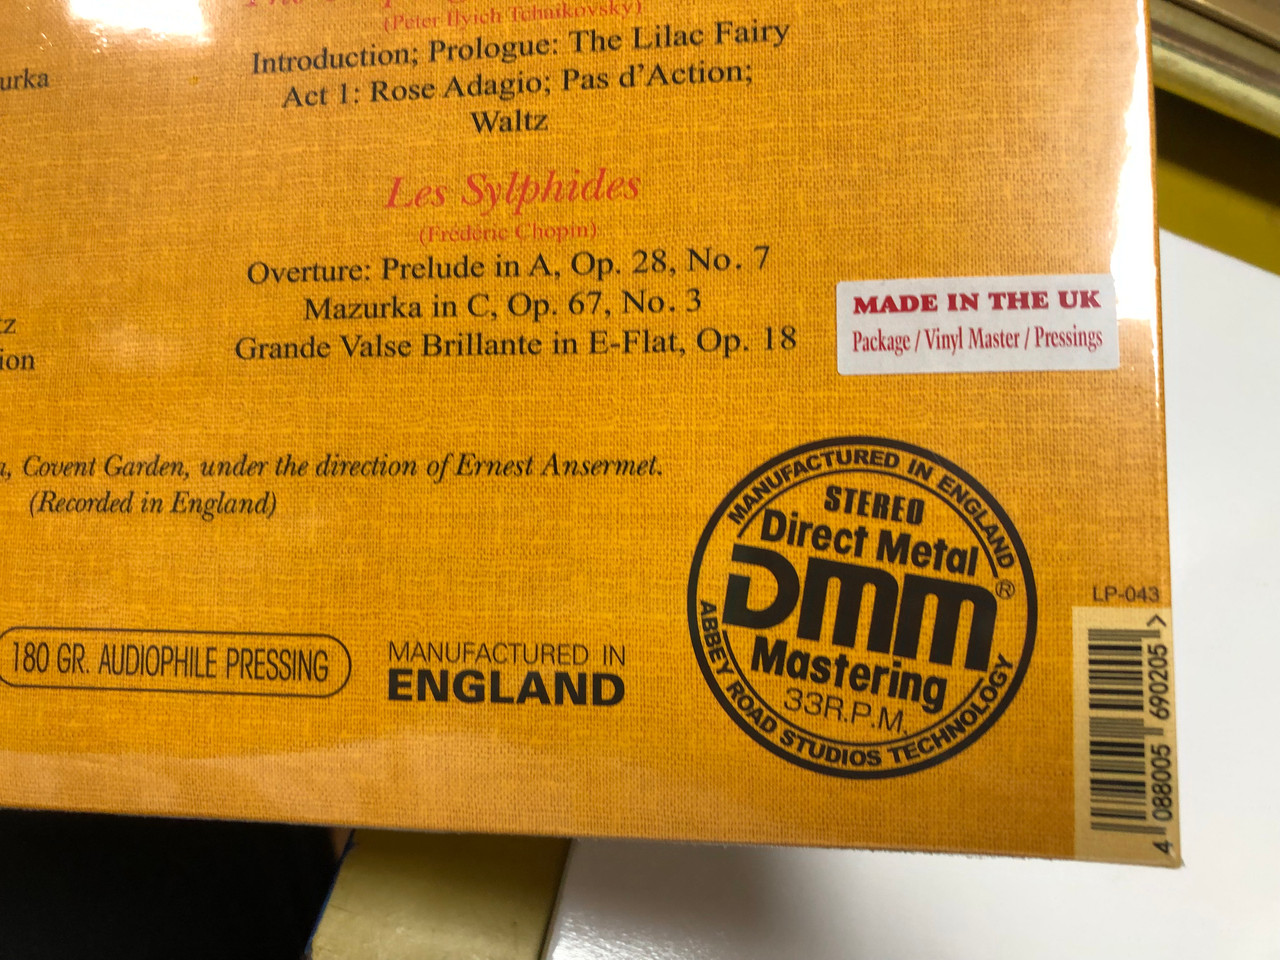 (Peter Ilyich Tchaikovsky)
Introduction; Prologue: The Lilac Fairy
Act 1: Rose Adagio; Pas d'Action;
Waltz
urka
Les Sylphides
(Frédéric Chopin)
Overture: Prelude in A, Op. 28, No. 7
Mazurka in C, Op. 67, No. 3
Grande Valse Brillante in E-Flat, Op. 18
tz
ion
MADE IN THE UK
Package / Vinyl Master / Pressings
, Covent Garden, under the direction of Ernest Ansermet.
(Recorded in England)
180 GR. AUDIOPHILE PRESSING
MANUFACTURED IN
ENGLAND
MANUFACTURED IN ENGLAND
STEREO
Direct Metal
DMM®
Mastering
33R.P.M.
ABBEY ROAD STUDIOS TECHNOLOGY
LP-043
4 088005 690205 >